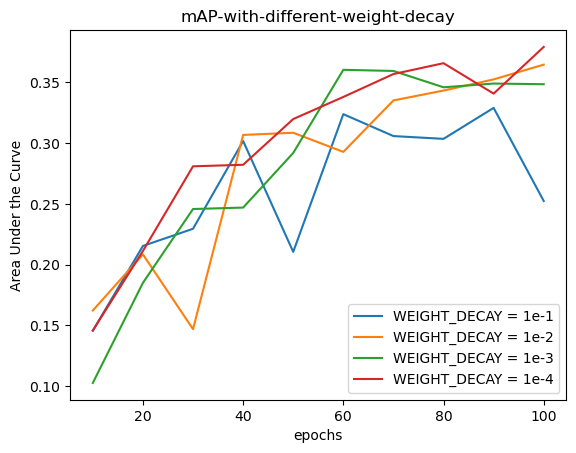 mAP-with-different-weight-decay
Area Under the Curve
0.35
0.30
0.25
0.20
0.15
0.10
WEIGHT_DECAY = 1e-1
WEIGHT_DECAY = 1e-2
WEIGHT_DECAY = 1e-3
WEIGHT_DECAY = 1e-4
20 40 60 80 100
epochs